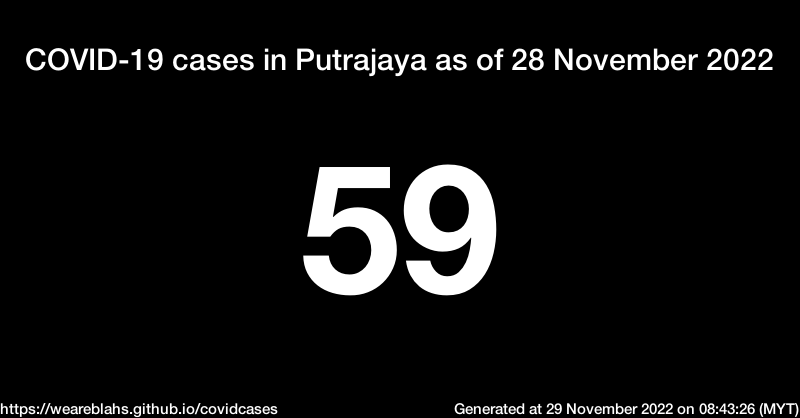 COVID-19 cases in Putrajaya as of 28 November 2022
59
https://weareblahs.github.io/covidcases
Generated at 29 November 2022 on 08:43:26 (MYT)